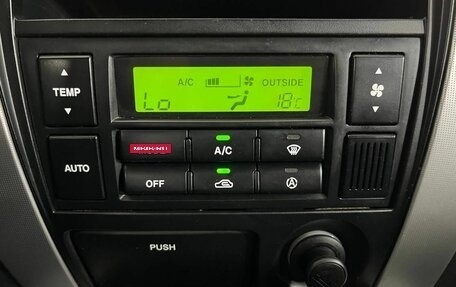 A/C OUTSIDE
Lo 18°C
TEMP
A/C
AUTO
OFF
A
PUSH